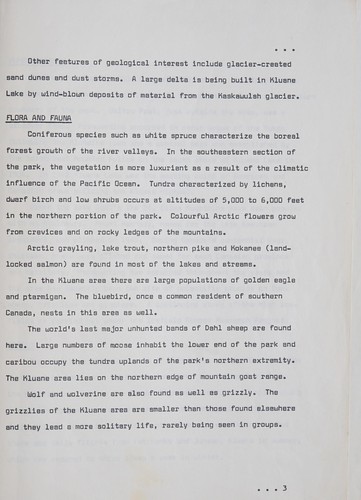 ...
Other features of geological interest include glacier-created
sand dunes and dust storms. A large delta is being built in Kluane
Lake by wind-blown deposits of material from the Kaskawulsh glacier.
FLORA AND FAUNA
Coniferous species such as white spruce characterize the boreal
forest growth of the river valleys. In the southeastern section of
the park, the vegetation is more luxuriant as a result of the climatic
influence of the Pacific Ocean. Tundra characterized by lichens,
dwarf birch and low shrubs occurs at altitudes of 5,000 to 6,000 feet
in the northern portion of the park. Colourful Arctic flowers grow
from crevices and on rocky ledges of the mountains.
Arctic grayling, lake trout, northern pike and Kokanee (land-
locked salmon) are found in most of the lakes and streams.
In the Kluane area there are large populations of golden eagle
and ptarmigan. The bluebird, once a common resident of southern
Canada, nests in this area as well.
The world's last major unhunted bands of Dahl sheep are found
here. Large numbers of moose inhabit the lower end of the park and
caribou occupy the tundra uplands of the park's northern extremity.
The Kluane area lies on the northern edge of mountain goat range.
Wolf and wolverine are also found as well as grizzly. The
grizzlies of the Kluane area are smaller than those found elsewhere
and they lead a more solitary life, rarely being seen in groups.
... 3